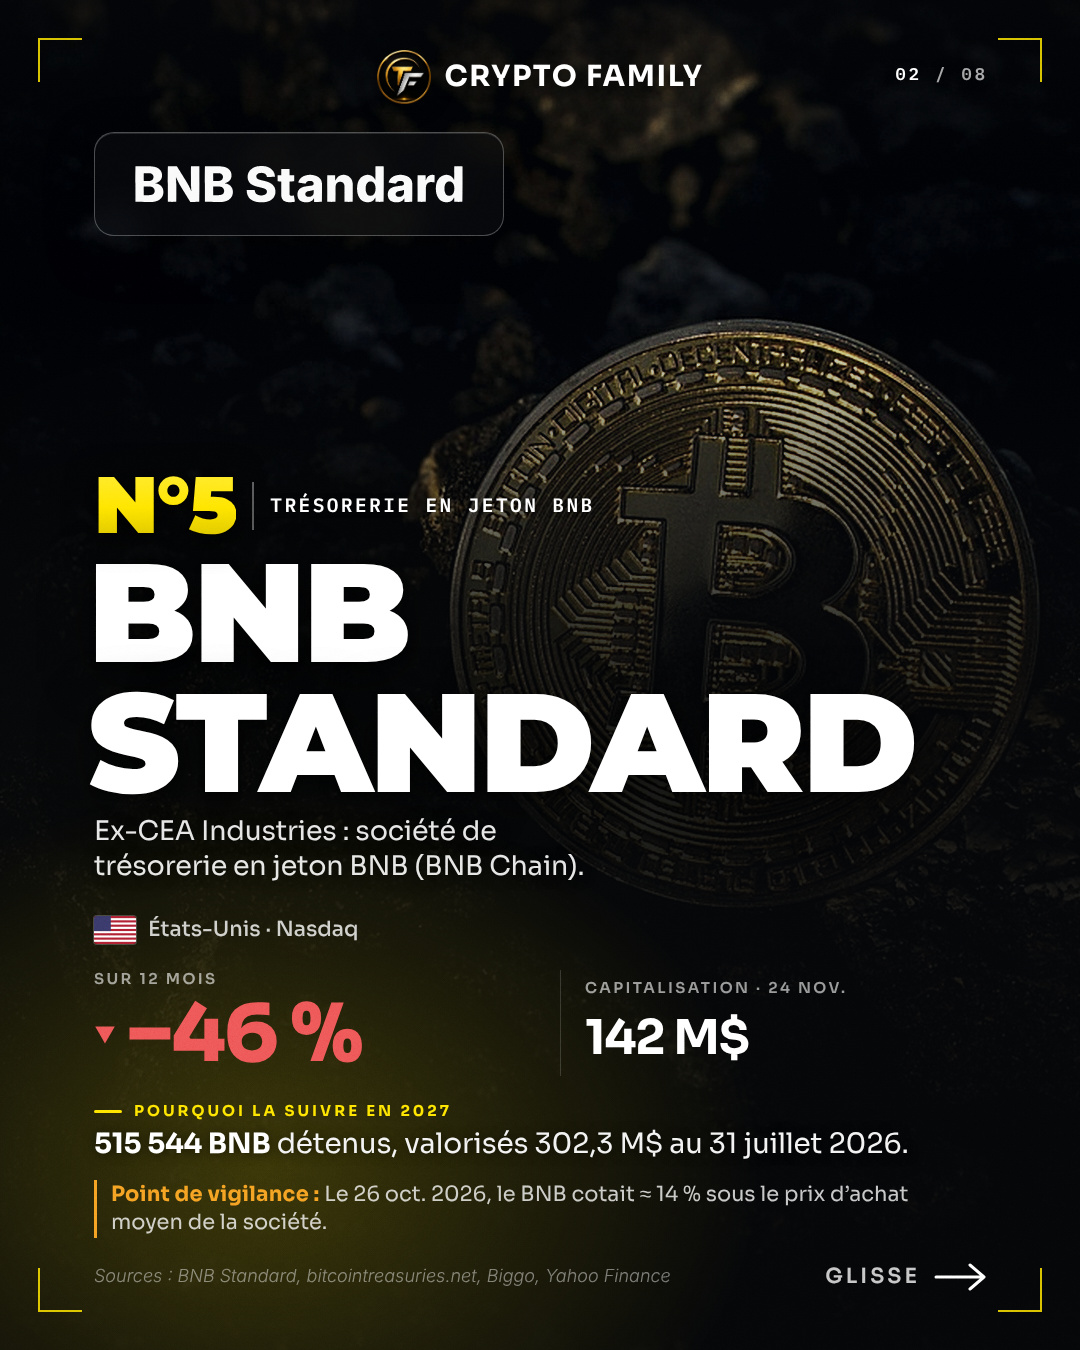 CRYPTO FAMILY
02 / 08
BNB Standard
N°5
TRÉSORERIE EN JETON BNB
BNB
STANDARD
Ex-CEA Industries : société de
trésorerie en jeton BNB (BNB Chain).
États-Unis · Nasdaq
SUR 12 MOIS
▼ −46 %
CAPITALISATION · 24 NOV.
142 M$
POURQUOI LA SUIVRE EN 2027
515 544 BNB détenus, valorisés 302,3 M$ au 31 juillet 2026.
Point de vigilance : Le 26 oct. 2026, le BNB cotait ≈ 14 % sous le prix d’achat
moyen de la société.
Sources : BNB Standard, bitcointreasuries.net, Biggo, Yahoo Finance
GLISSE